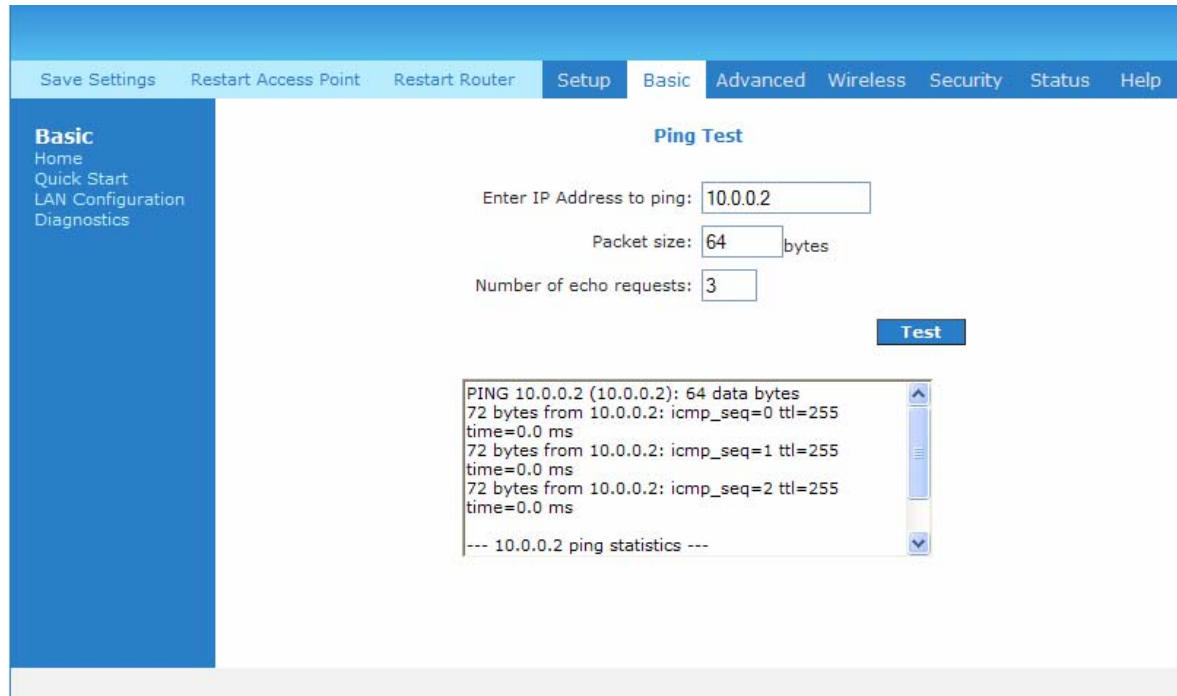 Save Settings Restart Access Point Restart Router Setup Basic Advanced Wireless Security Status Help
Basic
Home
Quick Start
LAN Configuration
Diagnostics
Ping Test
Enter IP Address to ping: 10.0.0.2
Packet size: 64 bytes
Number of echo requests: 3
Test
PING 10.0.0.2 (10.0.0.2): 64 data bytes
72 bytes from 10.0.0.2: icmp_seq=0 ttl=255
time=0.0 ms
72 bytes from 10.0.0.2: icmp_seq=1 ttl=255
time=0.0 ms
72 bytes from 10.0.0.2: icmp_seq=2 ttl=255
time=0.0 ms
--- 10.0.0.2 ping statistics ---